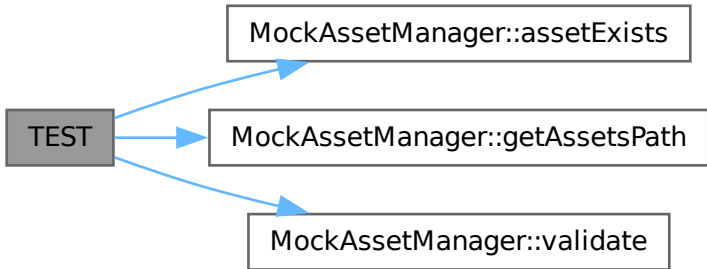 MockAssetManager::assetExists
TEST
MockAssetManager::getAssetsPath
MockAssetManager::validate